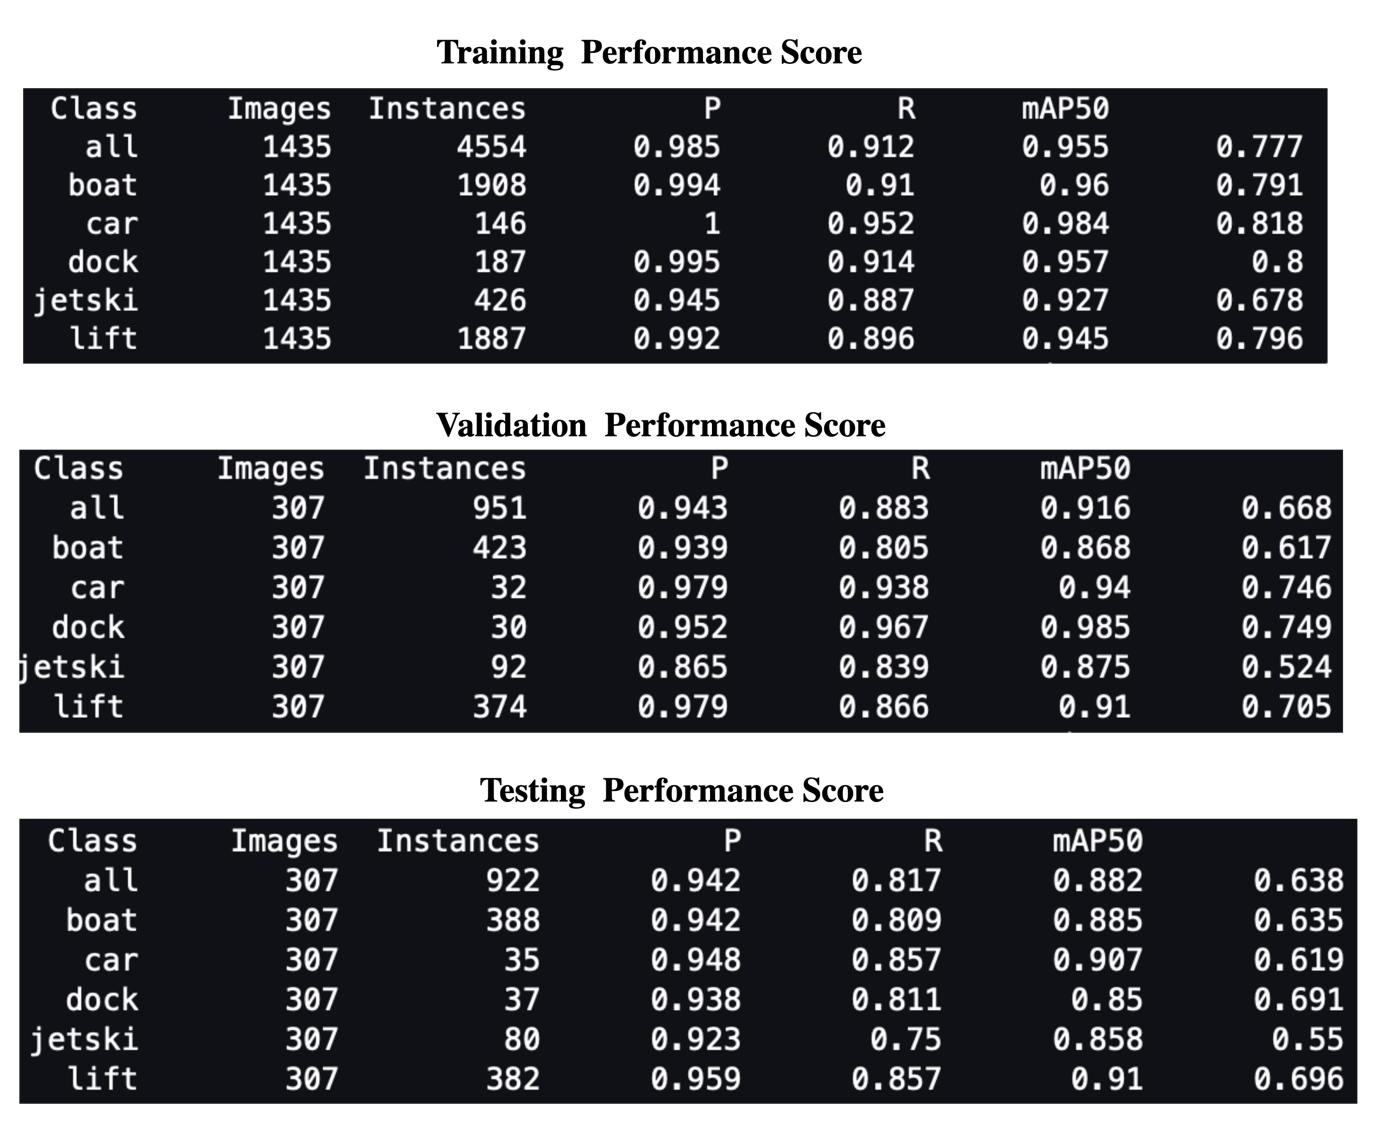 Training Performance Score
Class Images Instances P R mAP50
all 1435 4554 0.985 0.912 0.955 0.777
boat 1435 1908 0.994 0.91 0.96 0.791
car 1435 146 1 0.952 0.984 0.818
dock 1435 187 0.995 0.914 0.957 0.8
jetski 1435 426 0.945 0.887 0.927 0.678
lift 1435 1887 0.992 0.896 0.945 0.796
Validation Performance Score
Class Images Instances P R mAP50
all 307 951 0.943 0.883 0.916 0.668
boat 307 423 0.939 0.805 0.868 0.617
car 307 32 0.979 0.938 0.94 0.746
dock 307 30 0.952 0.967 0.985 0.749
jetski 307 92 0.865 0.839 0.875 0.524
lift 307 374 0.979 0.866 0.91 0.705
Testing Performance Score
Class Images Instances P R mAP50
all 307 922 0.942 0.817 0.882 0.638
boat 307 388 0.942 0.809 0.885 0.635
car 307 35 0.948 0.857 0.907 0.619
dock 307 37 0.938 0.811 0.85 0.691
jetski 307 80 0.923 0.75 0.858 0.55
lift 307 382 0.959 0.857 0.91 0.696